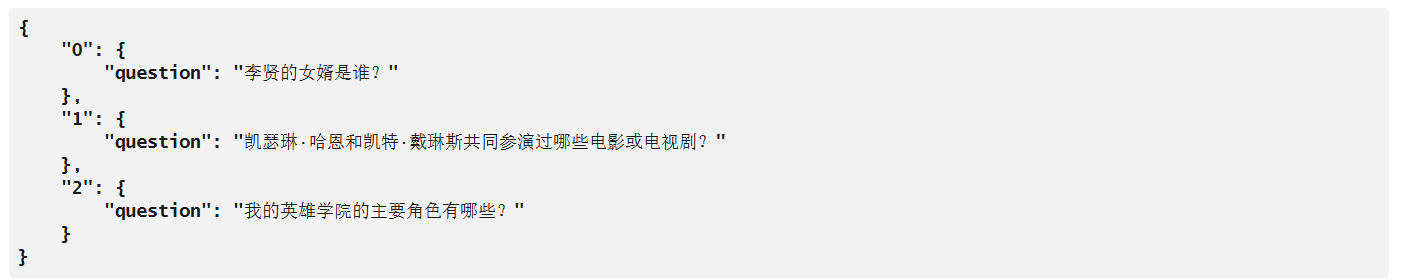 {
    "0": {
        "question": "李贤的女婿是谁？"
    },
    "1": {
        "question": "凯瑟琳·哈恩和凯特·戴琳斯共同参演过哪些电影或电视剧？"
    },
    "2": {
        "question": "我的英雄学院的主要角色有哪些？"
    }
}